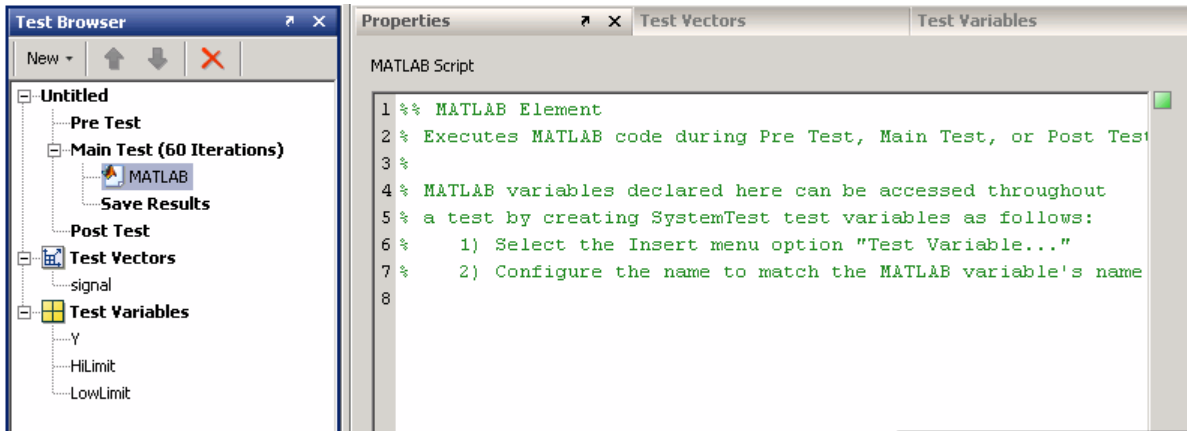 Test Browser
New
Untitled
Pre Test
Main Test (60 Iterations)
MATLAB
Save Results
Post Test
Test Vectors
signal
Test Variables
Y
HiLimit
LowLimit
Properties
Test Vectors
Test Variables
MATLAB Script
1 %% MATLAB Element
2 % Executes MATLAB code during Pre Test, Main Test, or Post Test
3 %
4 % MATLAB variables declared here can be accessed throughout
5 % a test by creating SystemTest test variables as follows:
6 % 1) Select the Insert menu option "Test Variable..."
7 % 2) Configure the name to match the MATLAB variable's name
8